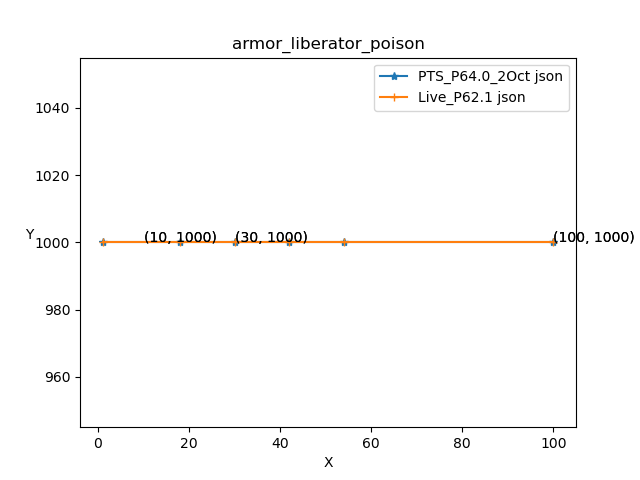 armor_liberator_poison
PTS_P64.0_2Oct json
Live_P62.1 json
1040
1020
Y
1000
(10, 1000)
(30, 1000)
(100, 1000)
980
960
0
20
40
60
80
100
X